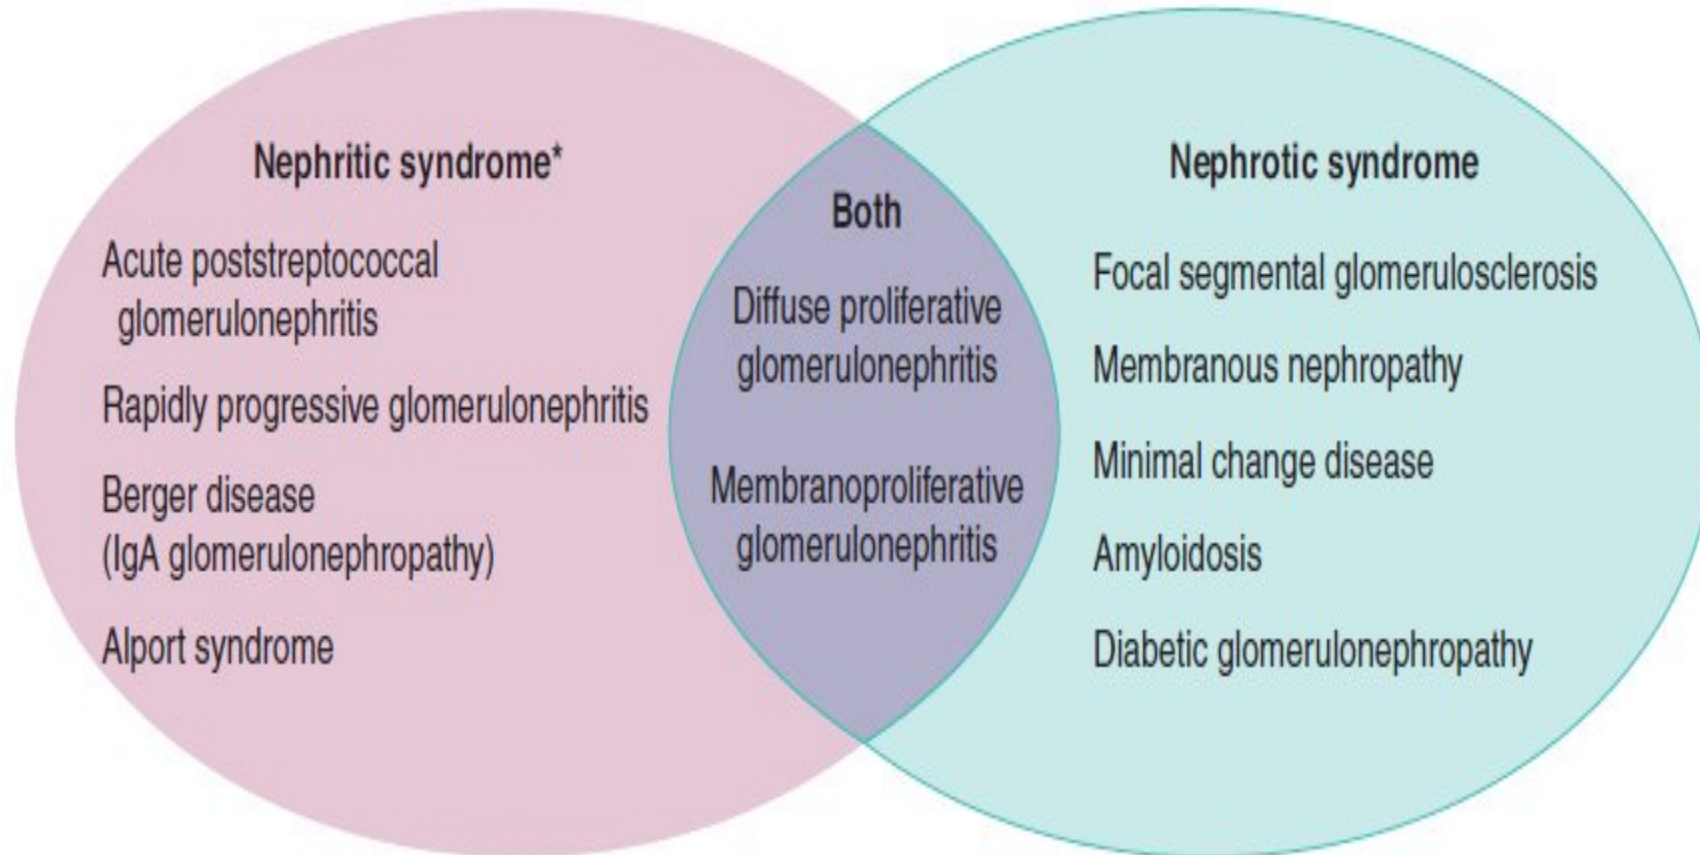 Nephritic syndrome*
Acute poststreptococcal
glomerulonephritis
Rapidly progressive glomerulonephritis
Berger disease
(IgA glomerulonephropathy)
Alport syndrome
Both
Diffuse proliferative
glomerulonephritis
Membranoproliferative
glomerulonephritis
Nephrotic syndrome
Focal segmental glomerulosclerosis
Membranous nephropathy
Minimal change disease
Amyloidosis
Diabetic glomerulonephropathy